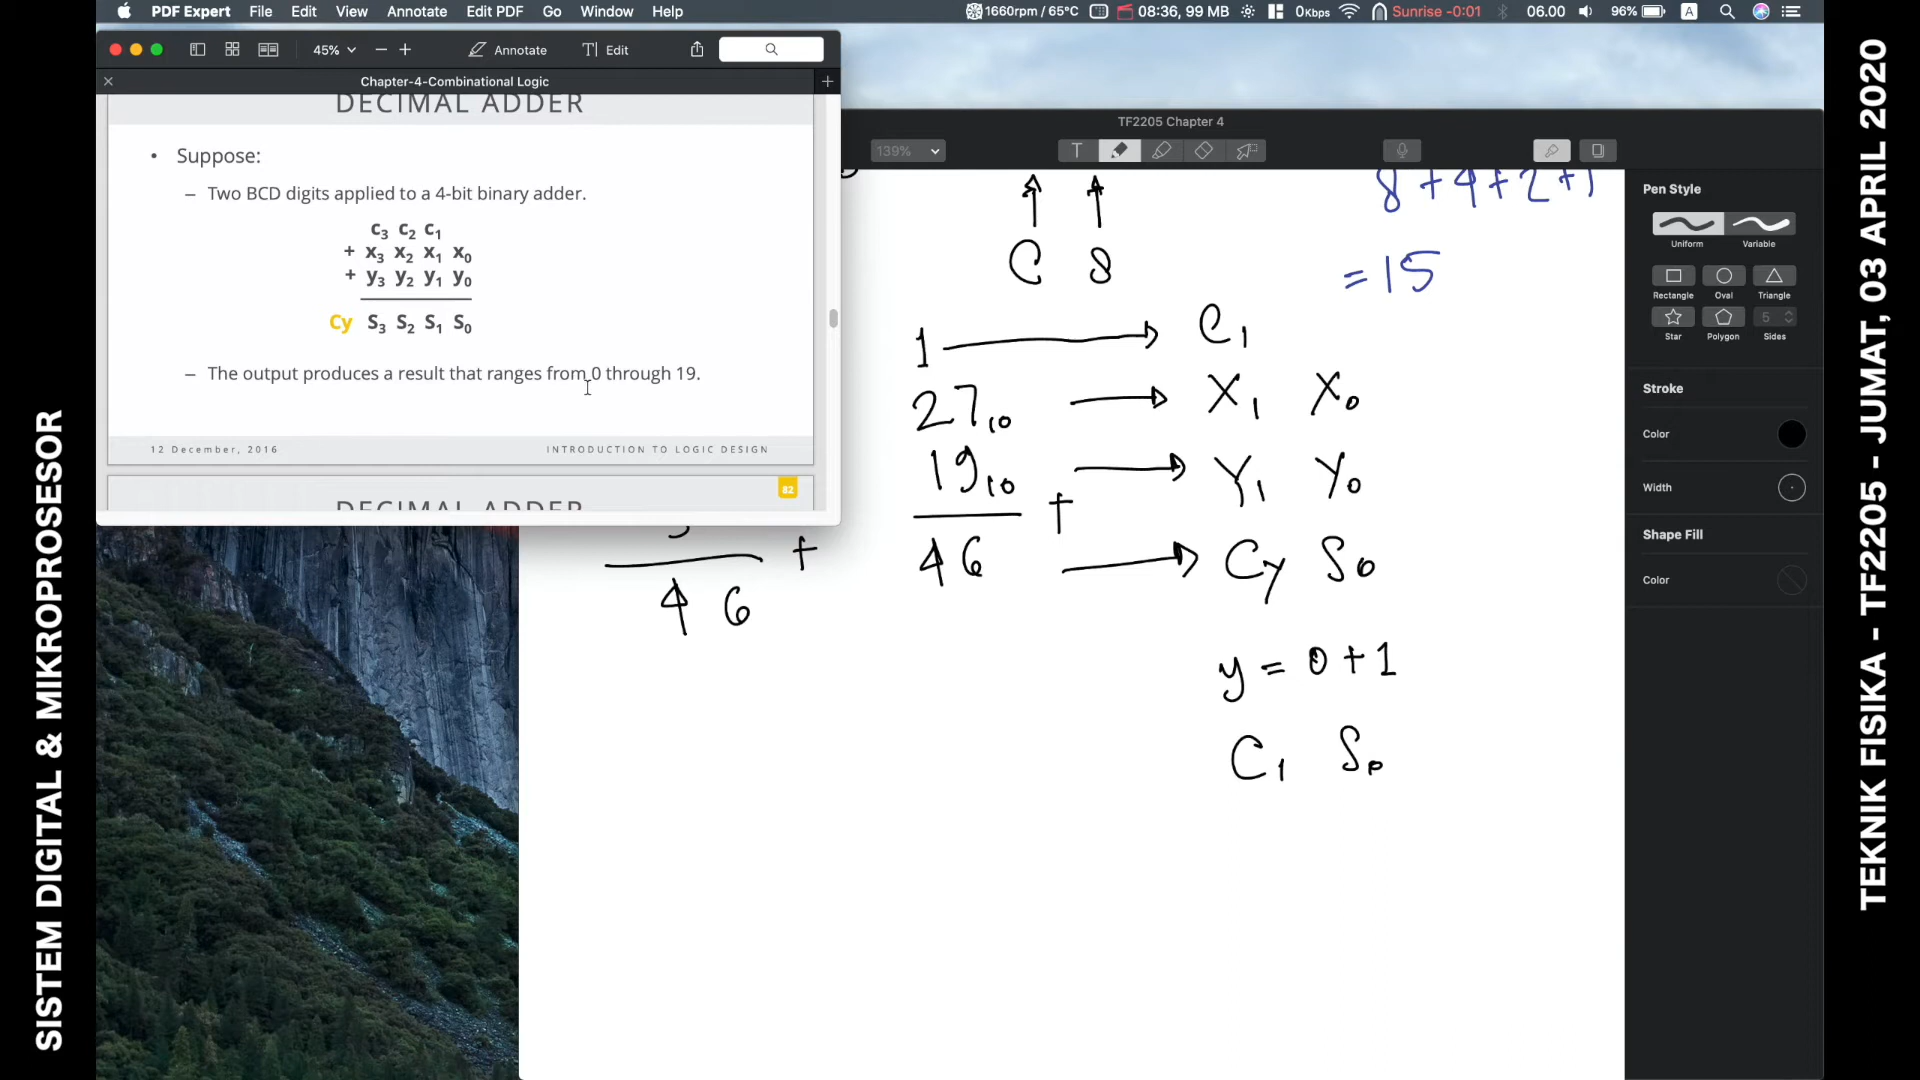 SISTEM DIGITAL & MIKROPROSESOR
TEKNIK FISIKA - TF2205 - JUMAT, 03 APRIL 2020
PDF Expert File Edit View Annotate Edit PDF Go Window Help
1660rpm / 65°C 08:36, 99 MB 0Kbps Sunrise -0:01 06.00 96% A
45% Annotate Edit
Chapter-4-Combinational Logic
DECIMAL ADDER
• Suppose:
– Two BCD digits applied to a 4-bit binary adder.
c3 c2 c1
+ x3 x2 x1 x0
+ y3 y2 y1 y0
Cy S3 S2 S1 S0
– The output produces a result that ranges from 0 through 19.
12 December, 2016 INTRODUCTION TO LOGIC DESIGN
82
DECIMAL ADDER
TF2205 Chapter 4
139%
T
8+4+2+1
= 15
C 8
1 C1
27 10 X1 X0
19 10 Y1 Y0
+
46 Cy S0
+
4 6
y = 0 + 1
C1 S0
Pen Style
Uniform Variable
Rectangle Oval Triangle
5
Star Polygon Sides
Stroke
Color
Width
Shape Fill
Color